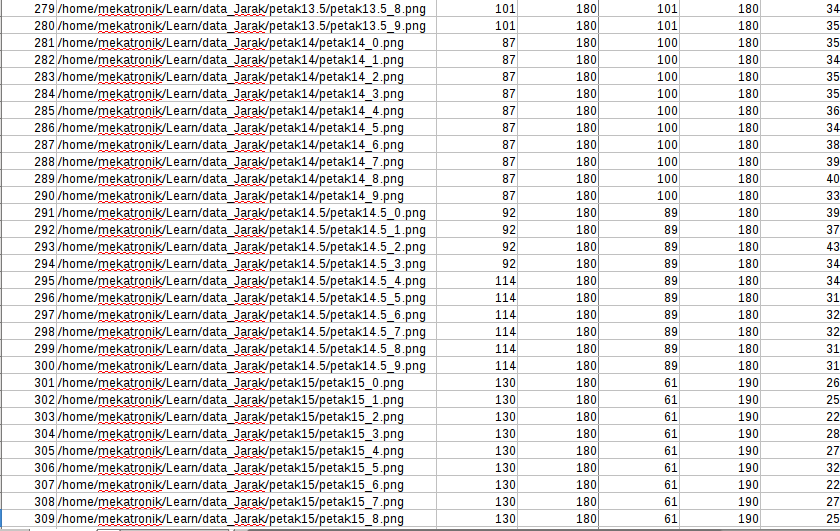 279 /home/mekatronik/Learn/data_Jarak/petak13.5/petak13.5_8.png 101 180 101 180 34
280 /home/mekatronik/Learn/data_Jarak/petak13.5/petak13.5_9.png 101 180 101 180 35
281 /home/mekatronik/Learn/data_Jarak/petak14/petak14_0.png 87 180 100 180 35
282 /home/mekatronik/Learn/data_Jarak/petak14/petak14_1.png 87 180 100 180 34
283 /home/mekatronik/Learn/data_Jarak/petak14/petak14_2.png 87 180 100 180 35
284 /home/mekatronik/Learn/data_Jarak/petak14/petak14_3.png 87 180 100 180 35
285 /home/mekatronik/Learn/data_Jarak/petak14/petak14_4.png 87 180 100 180 36
286 /home/mekatronik/Learn/data_Jarak/petak14/petak14_5.png 87 180 100 180 34
287 /home/mekatronik/Learn/data_Jarak/petak14/petak14_6.png 87 180 100 180 38
288 /home/mekatronik/Learn/data_Jarak/petak14/petak14_7.png 87 180 100 180 39
289 /home/mekatronik/Learn/data_Jarak/petak14/petak14_8.png 87 180 100 180 40
290 /home/mekatronik/Learn/data_Jarak/petak14/petak14_9.png 87 180 100 180 33
291 /home/mekatronik/Learn/data_Jarak/petak14.5/petak14.5_0.png 92 180 89 180 39
292 /home/mekatronik/Learn/data_Jarak/petak14.5/petak14.5_1.png 92 180 89 180 37
293 /home/mekatronik/Learn/data_Jarak/petak14.5/petak14.5_2.png 92 180 89 180 43
294 /home/mekatronik/Learn/data_Jarak/petak14.5/petak14.5_3.png 92 180 89 180 34
295 /home/mekatronik/Learn/data_Jarak/petak14.5/petak14.5_4.png 114 180 89 180 34
296 /home/mekatronik/Learn/data_Jarak/petak14.5/petak14.5_5.png 114 180 89 180 31
297 /home/mekatronik/Learn/data_Jarak/petak14.5/petak14.5_6.png 114 180 89 180 32
298 /home/mekatronik/Learn/data_Jarak/petak14.5/petak14.5_7.png 114 180 89 180 32
299 /home/mekatronik/Learn/data_Jarak/petak14.5/petak14.5_8.png 114 180 89 180 31
300 /home/mekatronik/Learn/data_Jarak/petak14.5/petak14.5_9.png 114 180 89 180 31
301 /home/mekatronik/Learn/data_Jarak/petak15/petak15_0.png 130 180 61 190 26
302 /home/mekatronik/Learn/data_Jarak/petak15/petak15_1.png 130 180 61 190 25
303 /home/mekatronik/Learn/data_Jarak/petak15/petak15_2.png 130 180 61 190 22
304 /home/mekatronik/Learn/data_Jarak/petak15/petak15_3.png 130 180 61 190 28
305 /home/mekatronik/Learn/data_Jarak/petak15/petak15_4.png 130 180 61 190 27
306 /home/mekatronik/Learn/data_Jarak/petak15/petak15_5.png 130 180 61 190 32
307 /home/mekatronik/Learn/data_Jarak/petak15/petak15_6.png 130 180 61 190 22
308 /home/mekatronik/Learn/data_Jarak/petak15/petak15_7.png 130 180 61 190 27
309 /home/mekatronik/Learn/data_Jarak/petak15/petak15_8.png 130 180 61 190 25